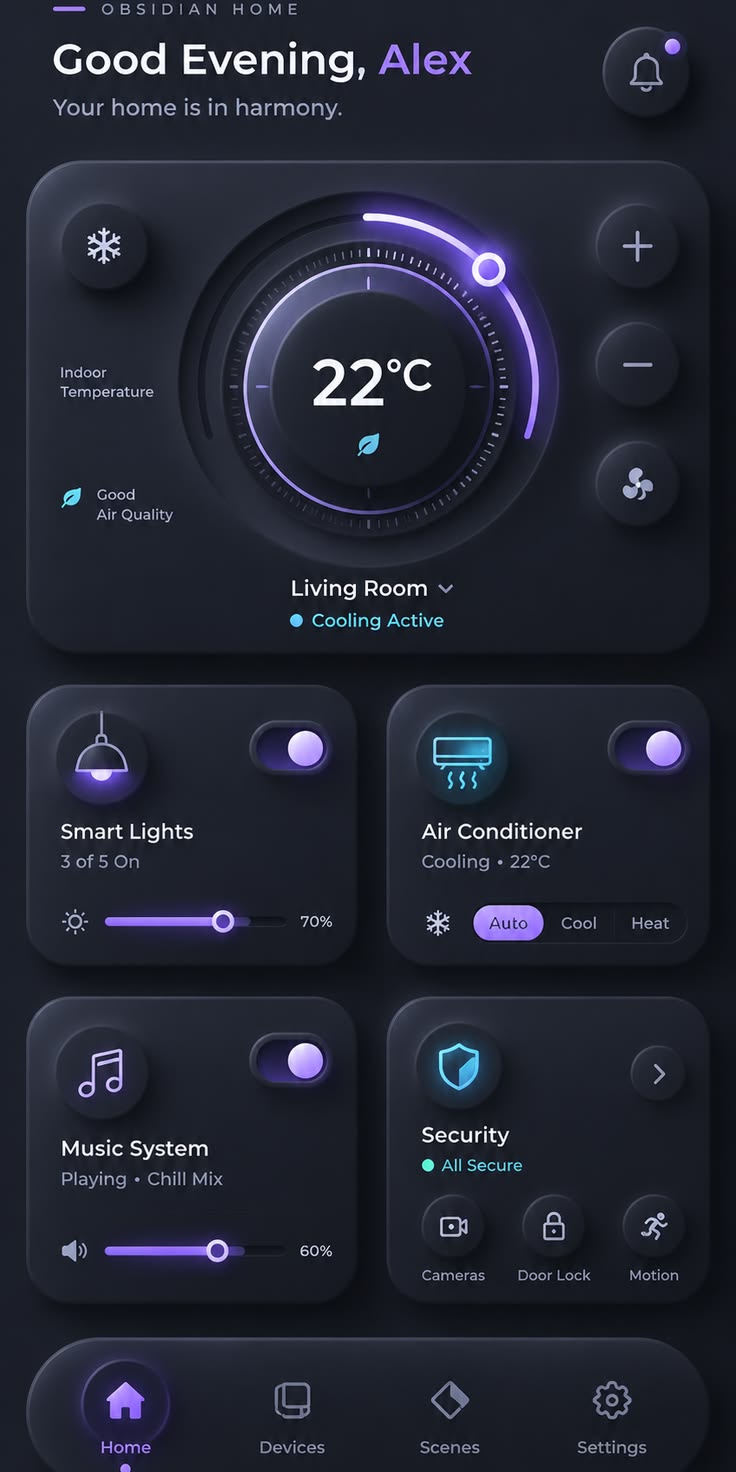 OBSIDIAN HOME
Good Evening, Alex
Your home is in harmony.
Indoor
Temperature
22°C
Good
Air Quality
Living Room
Cooling Active
Smart Lights
3 of 5 On
70%
Air Conditioner
Cooling • 22°C
Auto Cool Heat
Music System
Playing • Chill Mix
60%
Security
All Secure
Cameras Door Lock Motion
Home Devices Scenes Settings